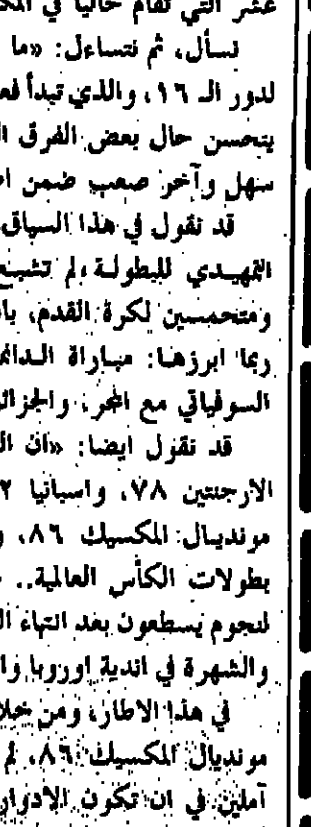 عشر التي تقام حاليا في المك
نسأل، ثم نتساءل: «ما
لدور الـ ١٦، والذي تبدأ فعا
يتحسن حال بعض الفرق ال
سهل وآخر صعب ضمن ا
قد نقول في هذا السياق
التمهيدي للبطولة، لم تشبع
ومتحمسين لكرة القدم، با
ربما ابرزها: مباراة الدانم
السوفياتي مع المجر، والجزائر
قد نقول ايضا: «ان ال
الارجنتين ٧٨، واسبانيا ٢
مونديال المكسيك ٨٦، و
بطولات الكأس العالمية..
لنجوم يسطعون بعد انتهاء ال
والشهرة في اندية اوروبا وا
في هذا الاطار، ومن خلا
مونديال المكسيك ٨٦، لم
آملين في ان تكون الادوار